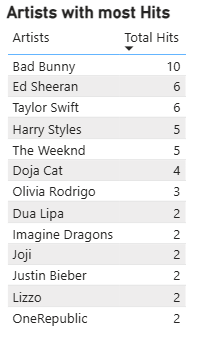 Artists with most Hits
Artists Total Hits
Bad Bunny 10
Ed Sheeran 6
Taylor Swift 6
Harry Styles 5
The Weeknd 5
Doja Cat 4
Olivia Rodrigo 3
Dua Lipa 2
Imagine Dragons 2
Joji 2
Justin Bieber 2
Lizzo 2
OneRepublic 2